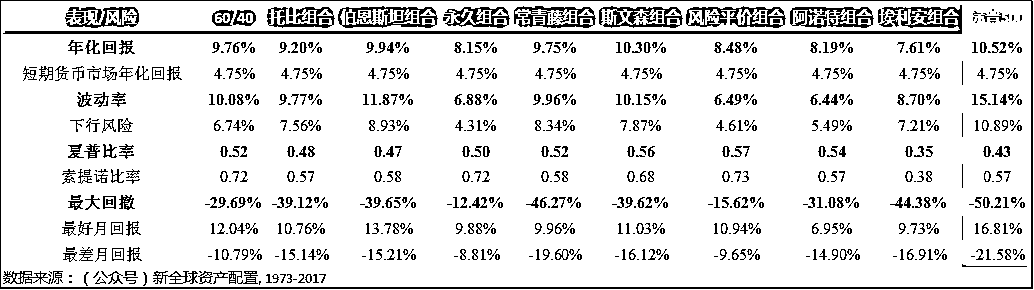 表现/风险 60/40 托比组合 伯恩斯坦组合 永久组合 常青藤组合 斯文森组合 风险平价组合 阿诺特组合 埃利安组合 标普500
年化回报 9.76% 9.20% 9.94% 8.15% 9.75% 10.30% 8.48% 8.19% 7.61% 10.52%
短期货币市场年化回报 4.75% 4.75% 4.75% 4.75% 4.75% 4.75% 4.75% 4.75% 4.75% 4.75%
波动率 10.08% 9.77% 11.87% 6.88% 9.96% 10.15% 6.49% 6.44% 8.70% 15.14%
下行风险 6.74% 7.56% 8.93% 4.31% 8.34% 7.87% 4.61% 5.49% 7.21% 10.89%
夏普比率 0.52 0.48 0.47 0.50 0.52 0.56 0.57 0.54 0.35 0.43
索提诺比率 0.72 0.57 0.58 0.72 0.58 0.68 0.73 0.57 0.38 0.57
最大回撤 -29.69% -39.12% -39.65% -12.42% -46.27% -39.62% -15.62% -31.08% -44.38% -50.21%
最好月回报 12.04% 10.76% 13.78% 9.88% 9.96% 11.03% 10.94% 6.95% 9.73% 16.81%
最差月回报 -10.79% -15.14% -15.21% -8.81% -19.60% -16.12% -9.65% -14.90% -16.91% -21.58%
数据来源：（公众号）新全球资产配置, 1973-2017